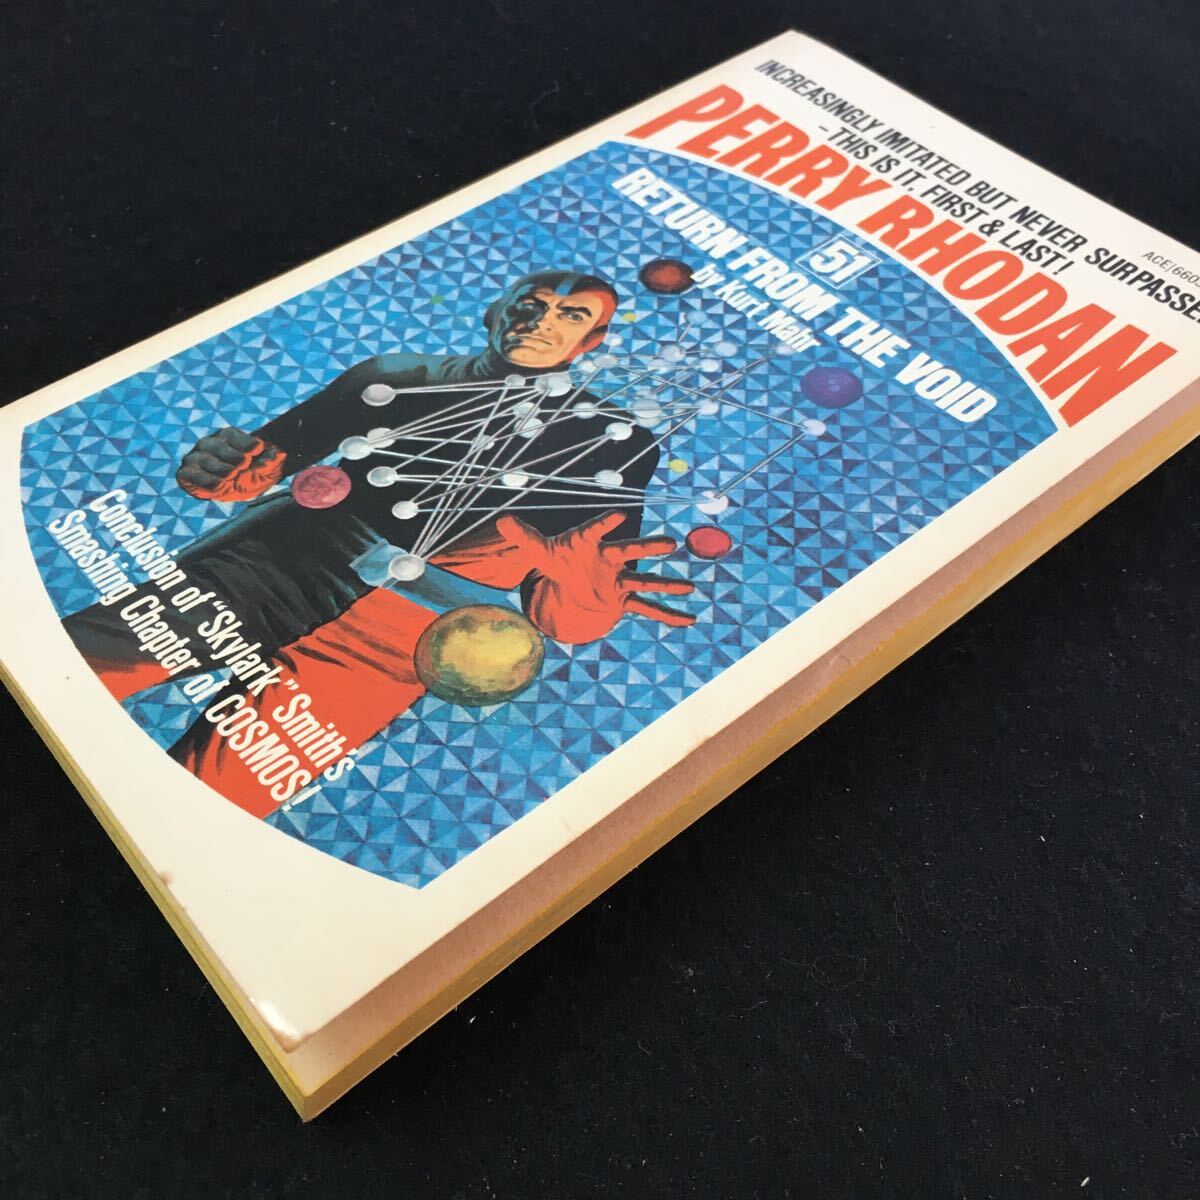 INCREASINGLY IMITATED BUT NEVER SURPASSED
–THIS IS IT, FIRST & LAST!
ACE/660
PERRY RHODAN
51
RETURN FROM THE VOID
by Kurt Mahr
Conclusion of "Skylark" Smith's
Smashing Chapter of COSMOS!